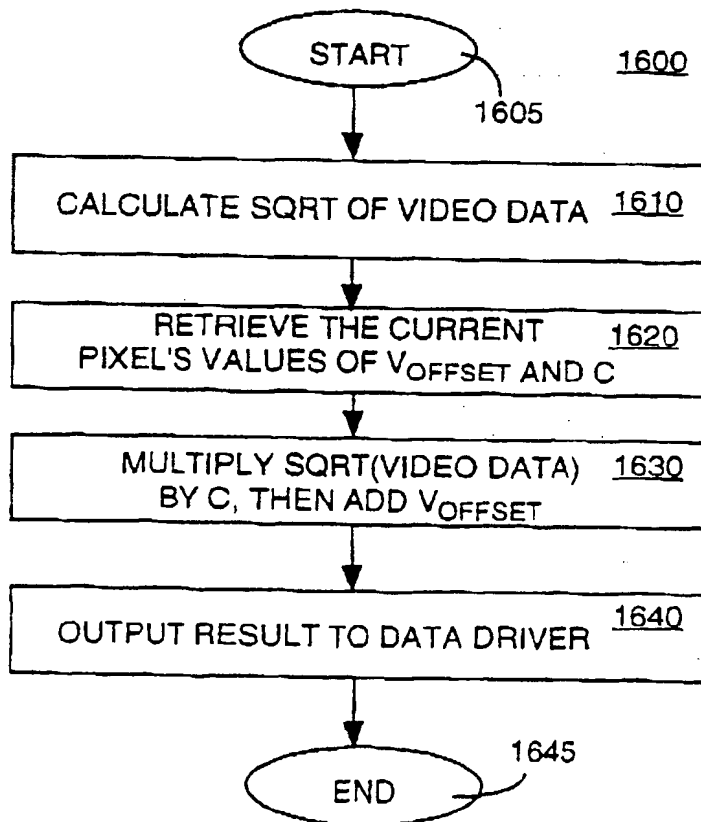 START
1600
1605
CALCULATE SQRT OF VIDEO DATA 1610
RETRIEVE THE CURRENT 1620
PIXEL'S VALUES OF VOFFSET AND C
MULTIPLY SQRT(VIDEO DATA) 1630
BY C, THEN ADD VOFFSET
OUTPUT RESULT TO DATA DRIVER 1640
1645
END